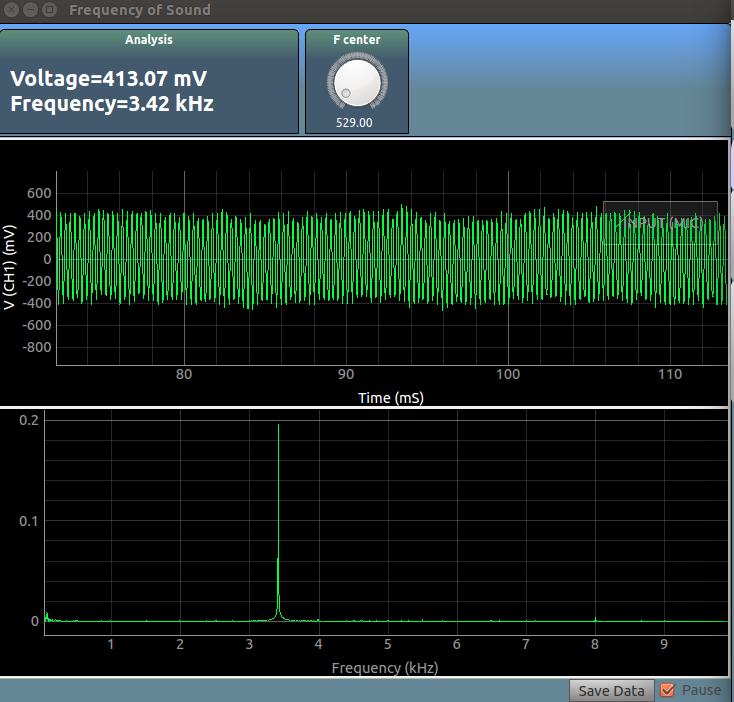 Frequency of Sound
Analysis
Voltage=413.07 mV
Frequency=3.42 kHz
F center
529.00
INPUT (MIC)
V (CH1) (mV)
600
400
200
0
-200
-400
-600
-800
80
90
100
110
Time (mS)
0.2
0.1
0
1
2
3
4
5
6
7
8
9
Frequency (kHz)
Save Data
Pause